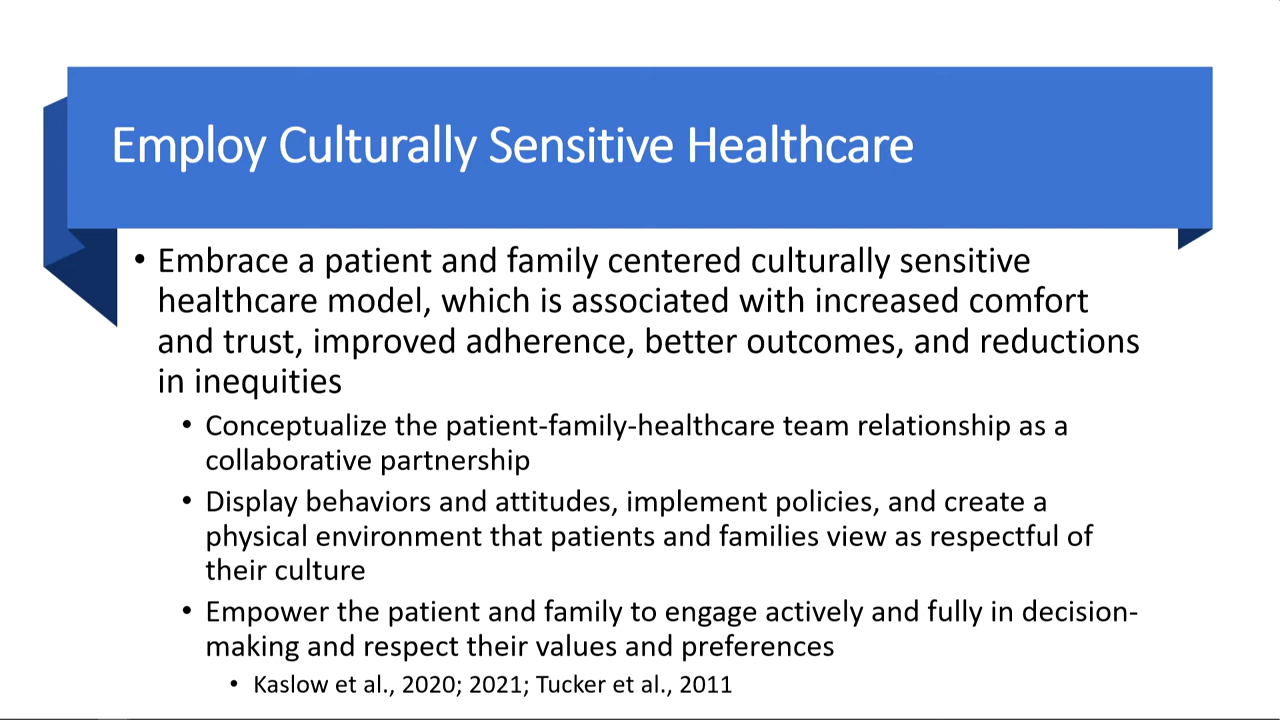 Employ Culturally Sensitive Healthcare
• Embrace a patient and family centered culturally sensitive
healthcare model, which is associated with increased comfort
and trust, improved adherence, better outcomes, and reductions
in inequities
• Conceptualize the patient-family-healthcare team relationship as a
collaborative partnership
• Display behaviors and attitudes, implement policies, and create a
physical environment that patients and families view as respectful of
their culture
• Empower the patient and family to engage actively and fully in decision-
making and respect their values and preferences
• Kaslow et al., 2020; 2021; Tucker et al., 2011